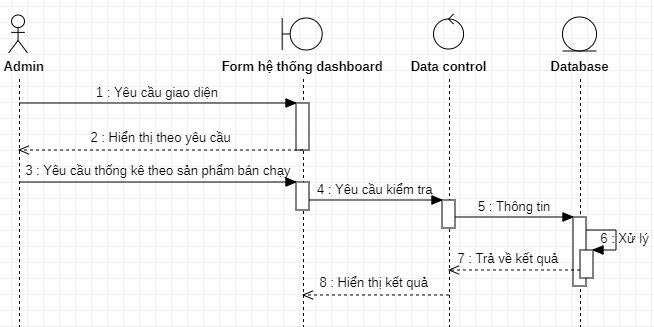 Admin
Form hệ thống dashboard
Data control
Database
1 : Yêu cầu giao diện
2 : Hiển thị theo yêu cầu
3 : Yêu cầu thống kê theo sản phẩm bán chạy
4 : Yêu cầu kiểm tra
5 : Thông tin
6 : Xử lý
7 : Trả về kết quả
8 : Hiển thị kết quả